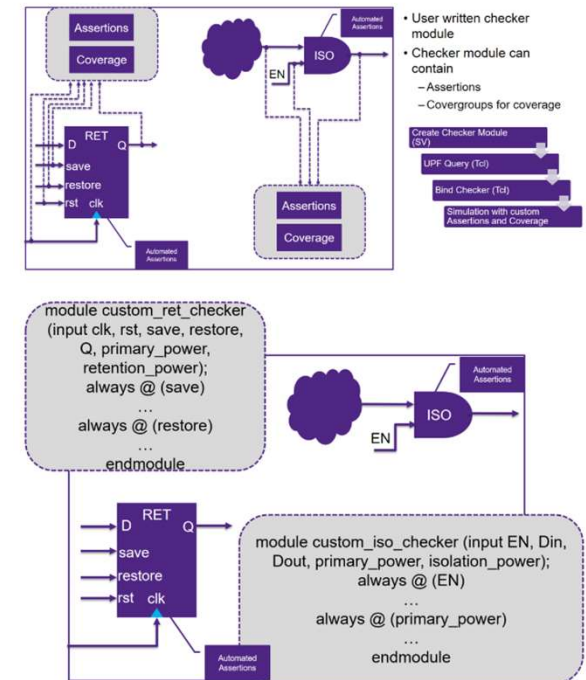 Assertions
Coverage
Automated
Assertions
ISO
EN
RET
D
Q
save
restore
rst
clk
Automated
Assertions
Assertions
Coverage
• User written checker
module
• Checker module can
contain
–Assertions
–Covergroups for coverage
Create Checker Module
(SV)
UPF Query (Tcl)
Bind Checker (Tcl)
Simulation with custom
Assertions and Coverage
module custom_ret_checker
(input clk, rst, save, restore,
Q, primary_power,
retention_power);
always @ (save)
…
always @ (restore)
…
endmodule
Automated
Assertions
ISO
EN
RET
D
Q
save
restore
rst
clk
Automated
Assertions
module custom_iso_checker (input EN, Din,
Dout, primary_power, isolation_power);
always @ (EN)
…
always @ (primary_power)
…
endmodule